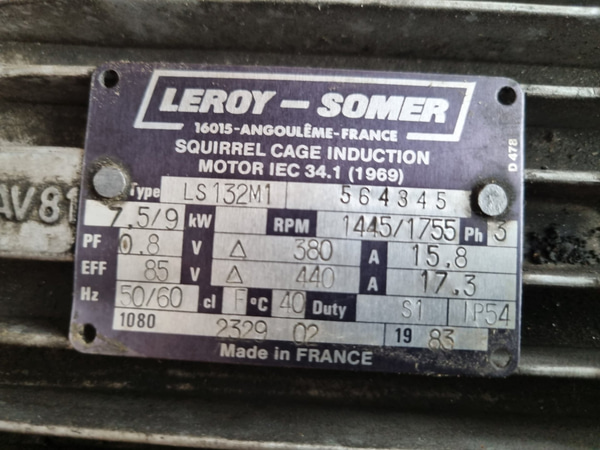 LEROY-SOMER
16015-ANGOULÊME-FRANCE
SQUIRREL CAGE INDUCTION
MOTOR IEC 34.1 (1969)
D478
Type LS132M1 564345
7,5/9 kW RPM 1445/1755 Ph 3
PF 0.8 V Δ 380 A 15.8
EFF 85 V Δ 440 A 17.3
Hz 50/60 cl F °C 40 Duty S1 IP54
1080 2329 02 19 83
Made in FRANCE
AV81